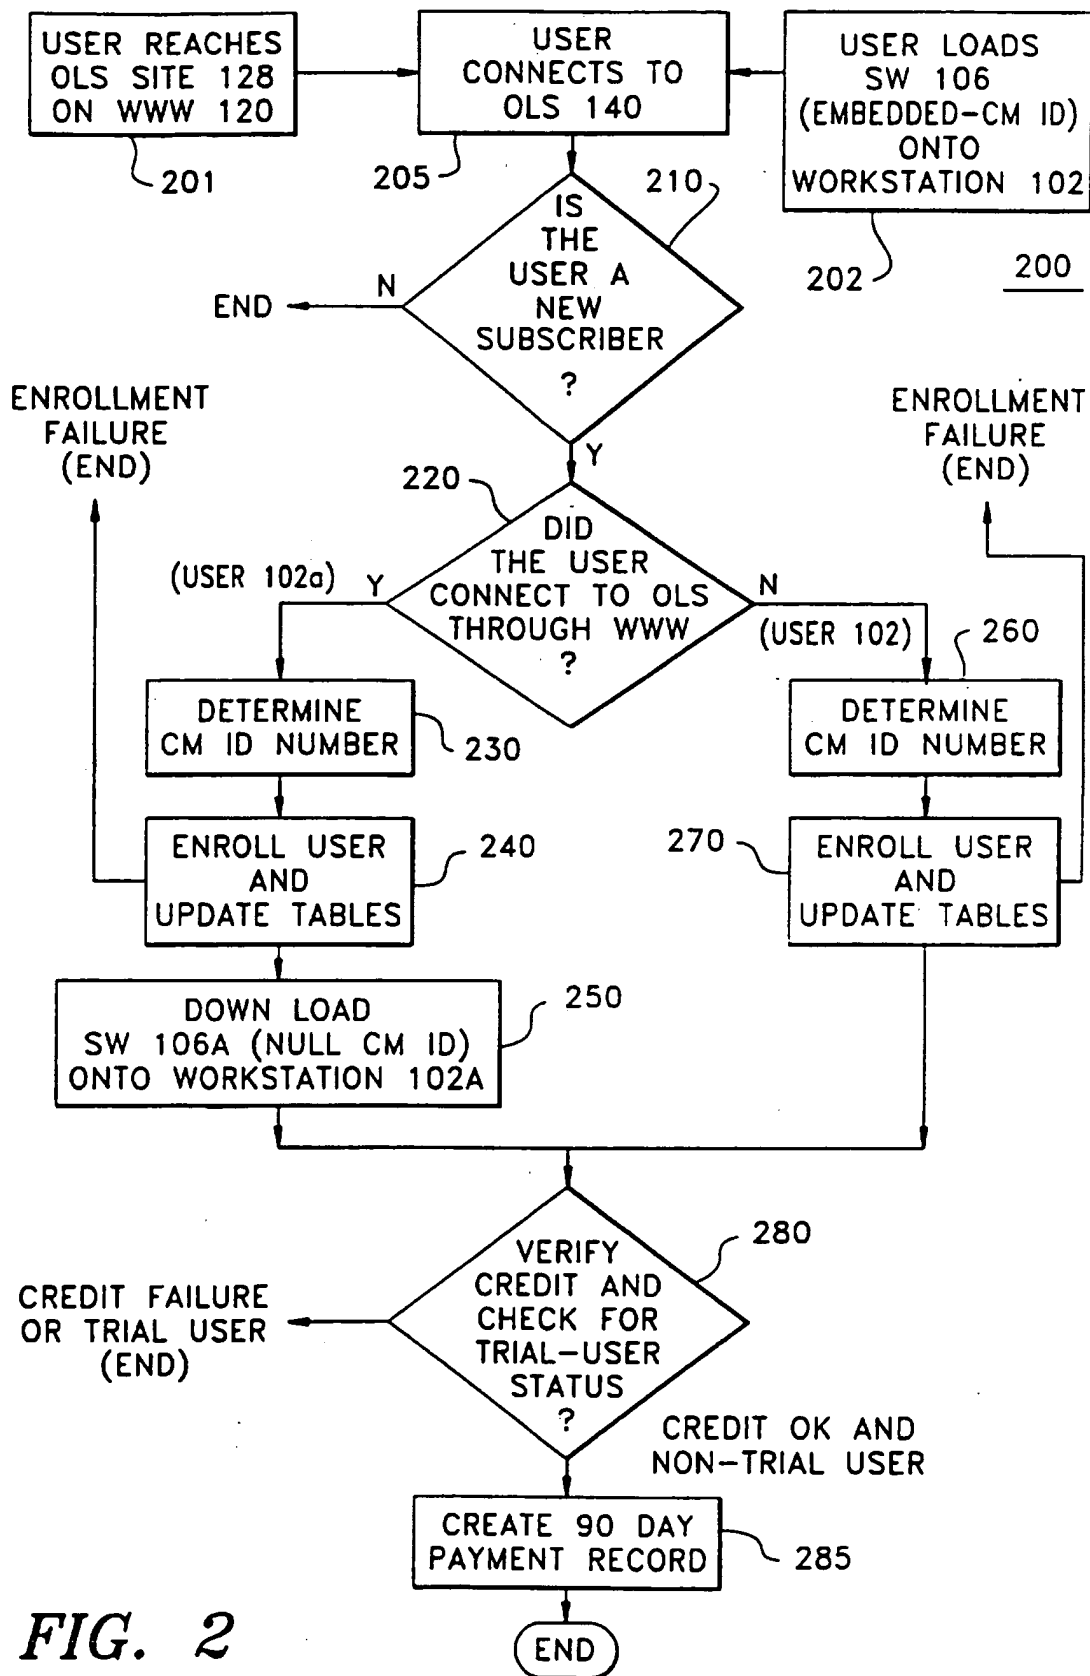 USER REACHES
OLS SITE 128
ON WWW 120
201
USER
CONNECTS TO
OLS 140
205
USER LOADS
SW 106
(EMBEDDED-CM ID)
ONTO
WORKSTATION 102
202
200
210
IS
THE
USER A
NEW
SUBSCRIBER
?
N
END
Y
ENROLLMENT
FAILURE
(END)
ENROLLMENT
FAILURE
(END)
220
DID
THE USER
CONNECT TO OLS
THROUGH WWW
?
(USER 102a)
Y
N
(USER 102)
DETERMINE
CM ID NUMBER
230
260
DETERMINE
CM ID NUMBER
ENROLL USER
AND
UPDATE TABLES
240
270
ENROLL USER
AND
UPDATE TABLES
DOWN LOAD
SW 106A (NULL CM ID)
ONTO WORKSTATION 102A
250
VERIFY
CREDIT AND
CHECK FOR
TRIAL-USER
STATUS
?
280
CREDIT FAILURE
OR TRIAL USER
(END)
CREDIT OK AND
NON-TRIAL USER
CREATE 90 DAY
PAYMENT RECORD
285
END
FIG. 2